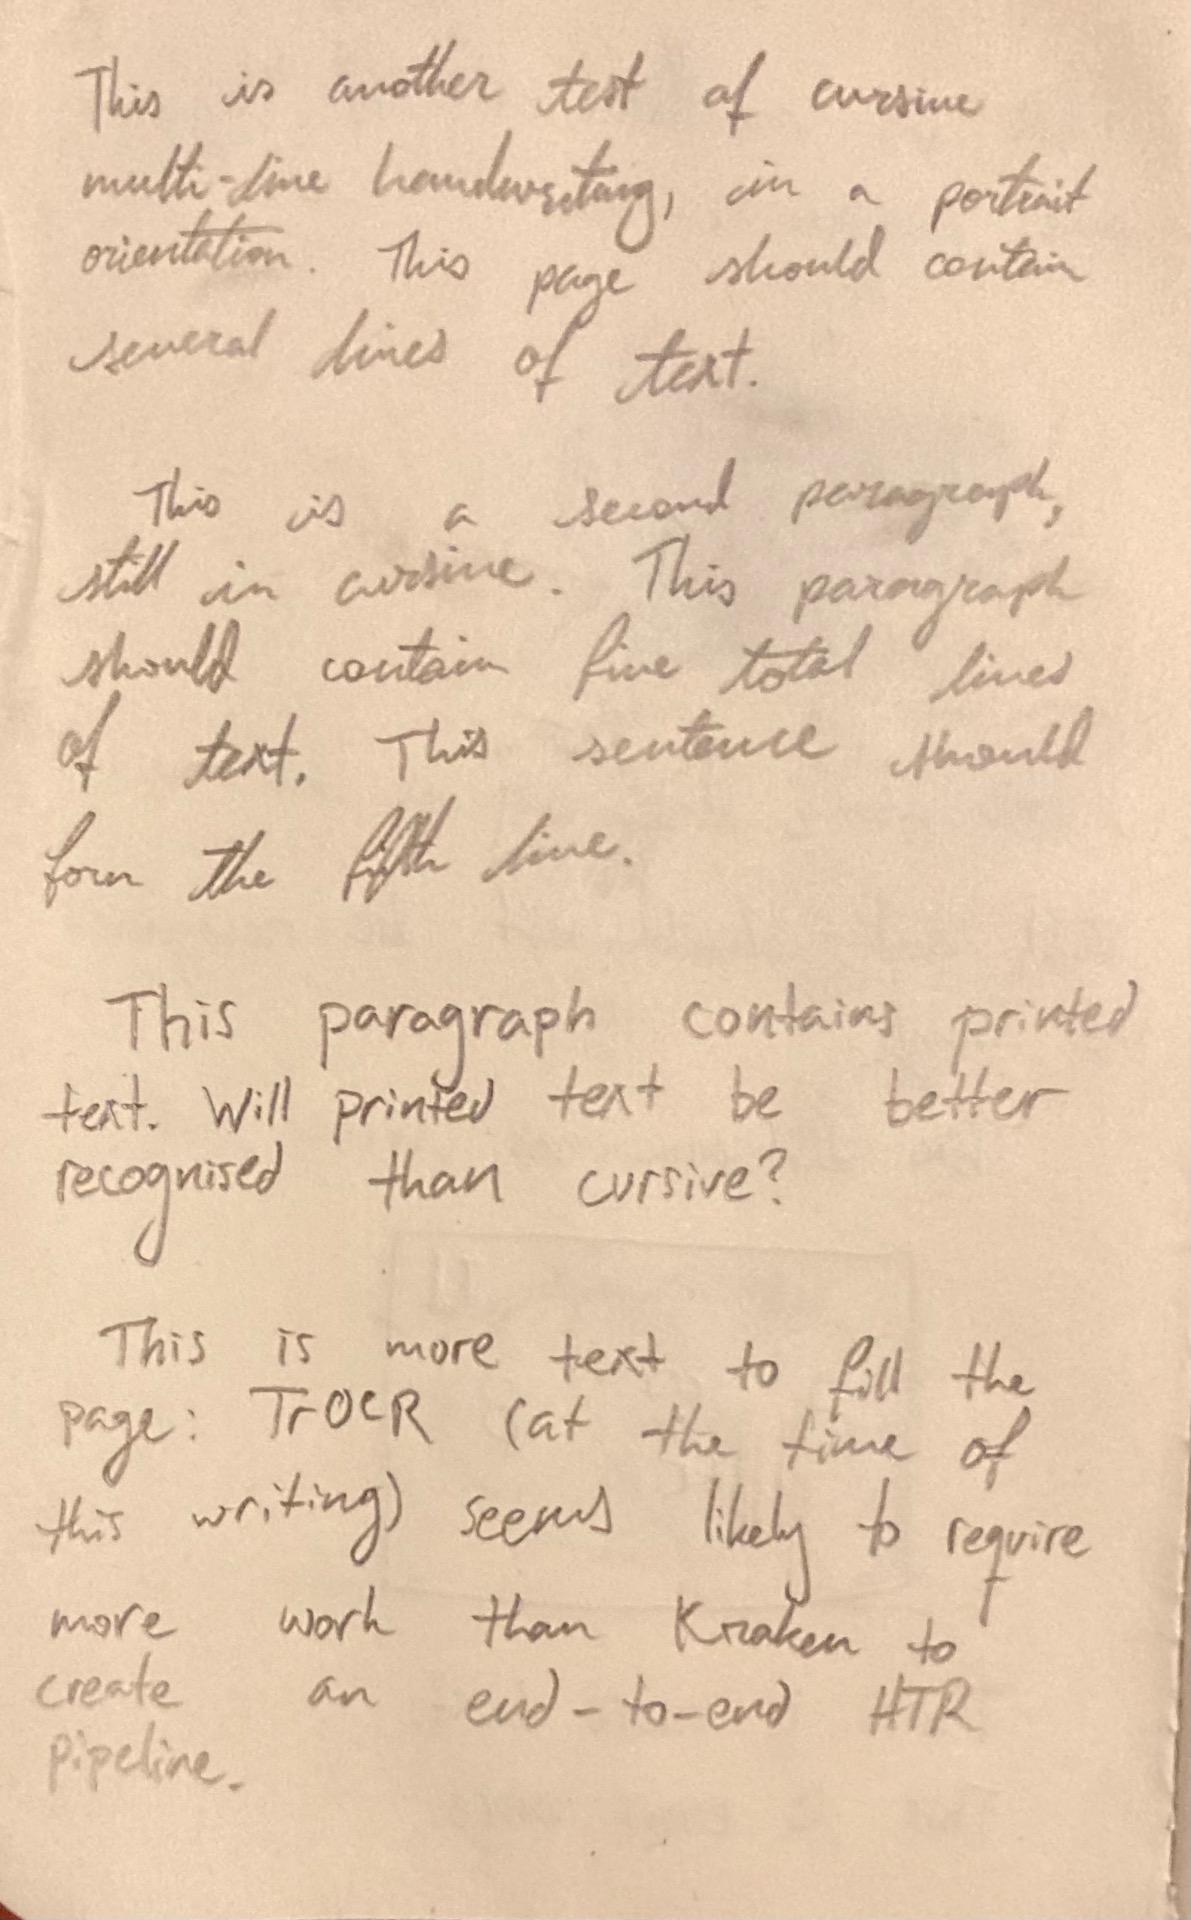 This is another test of cursive
multi-line handwriting, in a portrait
orientation. This page should contain
several lines of text.
This is a second paragraph,
still in cursive. This paragraph
should contain five total lines
of text. This sentence should
form the fifth line.
This paragraph contains printed
text. Will printed text be better
recognised than cursive?
This is more text to fill the
page: TrOCR (at the time of
this writing) seems likely to require
more work than Kraken to
create an end-to-end HTR
pipeline.